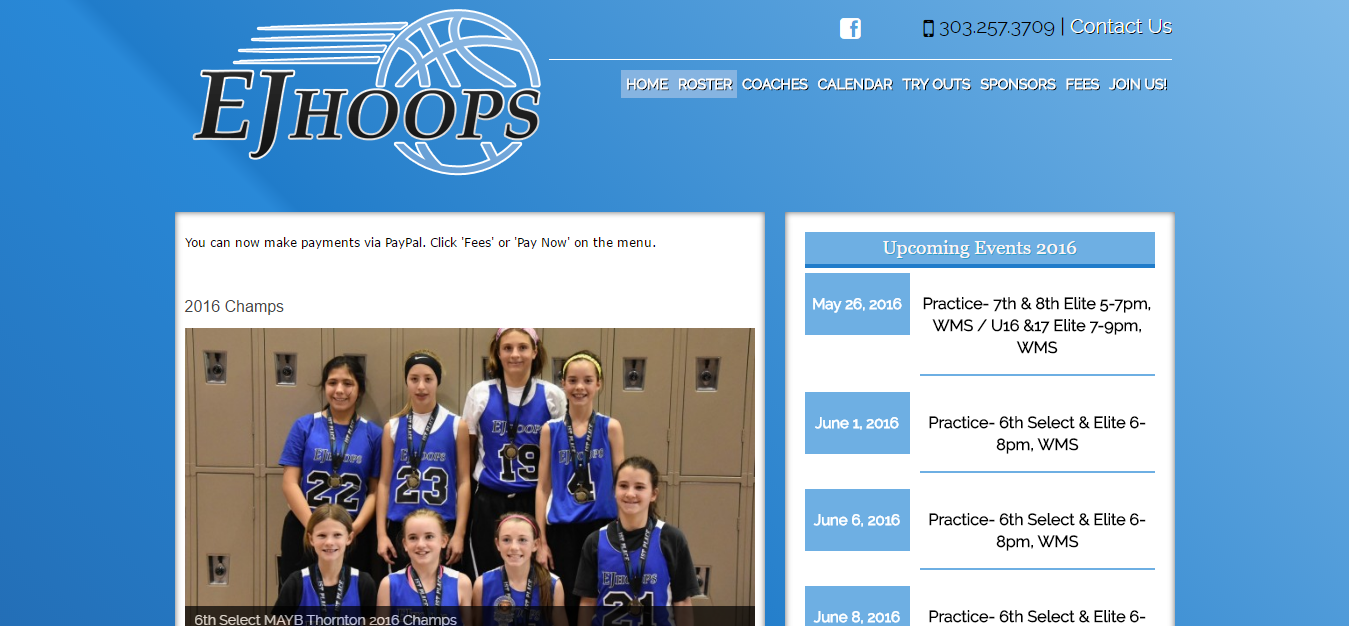 EJHOOPS
303.257.3709 | Contact Us
HOME ROSTER COACHES CALENDAR TRY OUTS SPONSORS FEES JOIN US!
You can now make payments via PayPal. Click 'Fees' or 'Pay Now' on the menu.
2016 Champs
EJHOOPS
19
EJHOOPS
22
EJHOOPS
23
EJHOOPS
4
EJHOOPS
21
6th Select MAYB Thornton 2016 Champs
Upcoming Events 2016
May 26, 2016
Practice- 7th & 8th Elite 5-7pm,
WMS / U16 &17 Elite 7-9pm,
WMS
June 1, 2016
Practice- 6th Select & Elite 6-
8pm, WMS
June 6, 2016
Practice- 6th Select & Elite 6-
8pm, WMS
June 8, 2016
Practice- 6th Select & Elite 6-